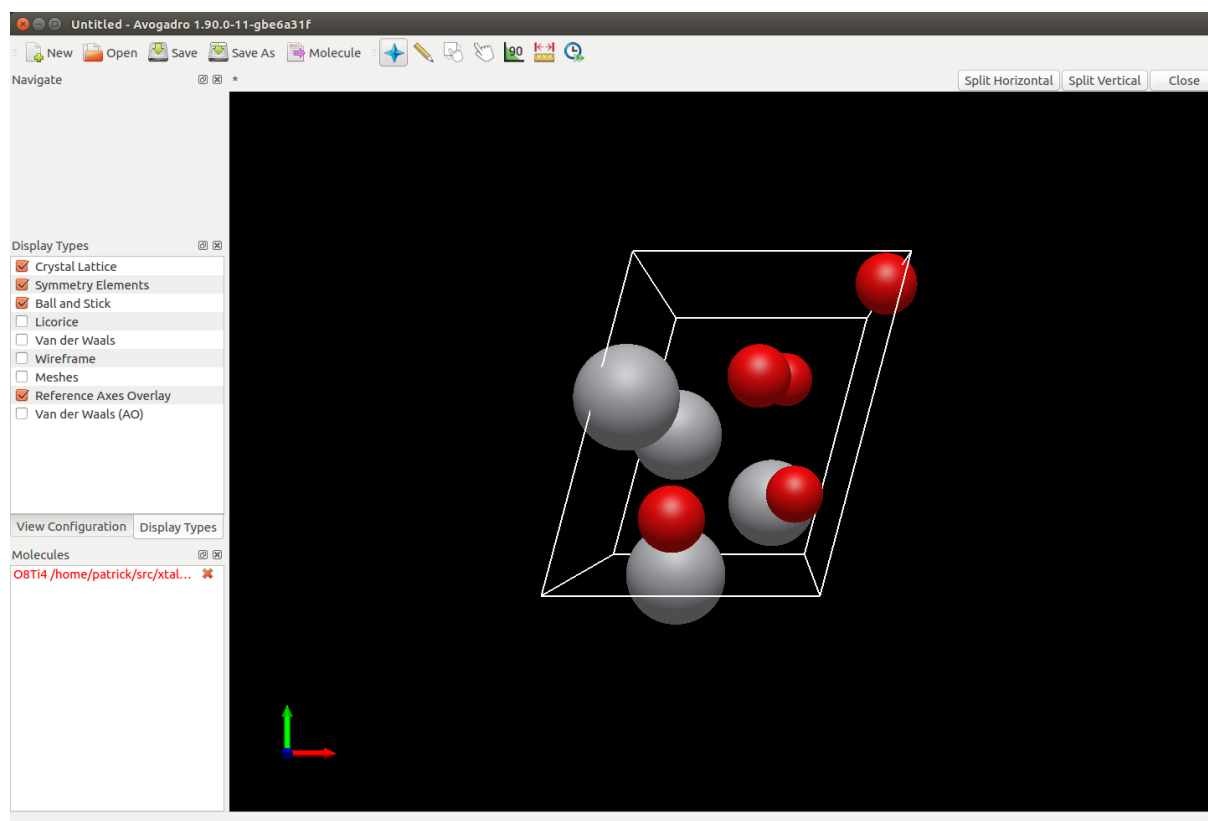 Untitled - Avogadro 1.90.0-11-gbe6a31f
New Open Save Save As Molecule 90
Navigate * Split Horizontal Split Vertical Close
Display Types
Crystal Lattice
Symmetry Elements
Ball and Stick
Licorice
Van der Waals
Wireframe
Meshes
Reference Axes Overlay
Van der Waals (AO)
View Configuration Display Types
Molecules
O8Ti4 /home/patrick/src/xtal...